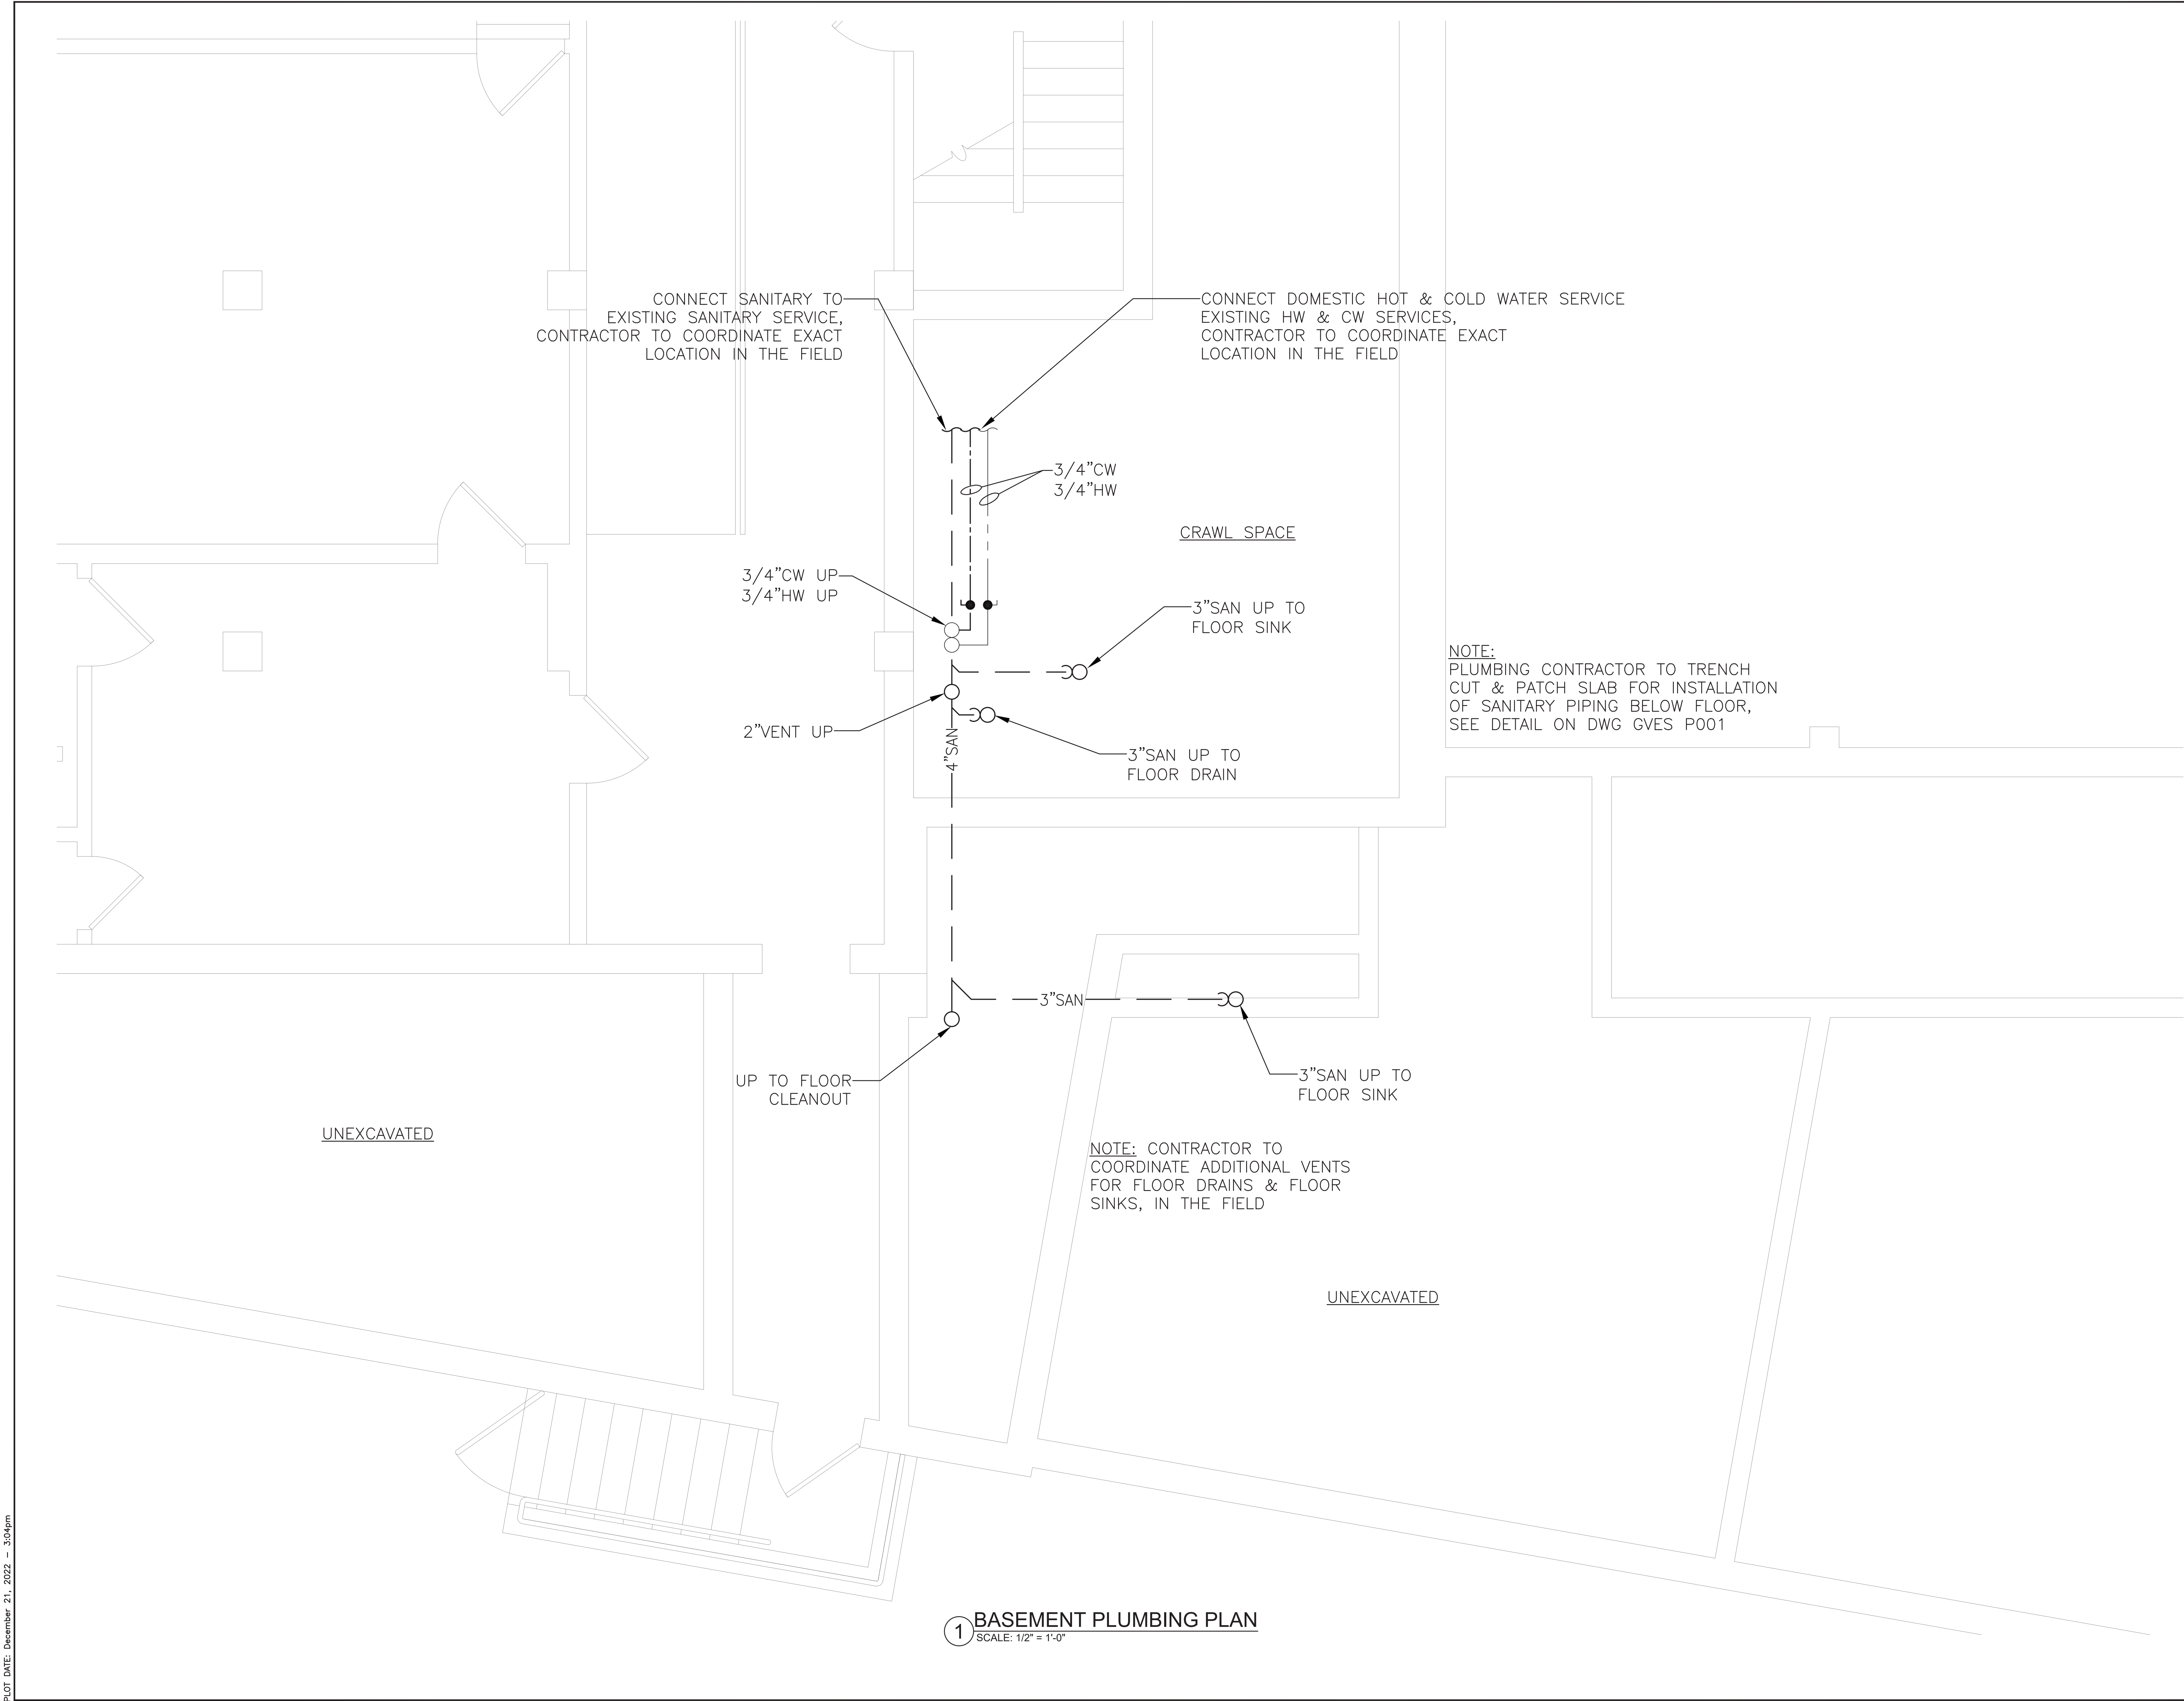 CONNECT SANITARY TO
EXISTING SANITARY SERVICE,
CONTRACTOR TO COORDINATE EXACT
LOCATION IN THE FIELD
CONNECT DOMESTIC HOT & COLD WATER SERVICE
EXISTING HW & CW SERVICES,
CONTRACTOR TO COORDINATE EXACT
LOCATION IN THE FIELD
3/4"CW
3/4"HW
CRAWL SPACE
3/4"CW UP
3/4"HW UP
3"SAN UP TO
FLOOR SINK
NOTE:
PLUMBING CONTRACTOR TO TRENCH
CUT & PATCH SLAB FOR INSTALLATION
OF SANITARY PIPING BELOW FLOOR,
SEE DETAIL ON DWG GVES P001
2"VENT UP
4"SAN
3"SAN UP TO
FLOOR DRAIN
3"SAN
UP TO FLOOR
CLEANOUT
3"SAN UP TO
FLOOR SINK
UNEXCAVATED
NOTE: CONTRACTOR TO
COORDINATE ADDITIONAL VENTS
FOR FLOOR DRAINS & FLOOR
SINKS, IN THE FIELD
UNEXCAVATED
1
BASEMENT PLUMBING PLAN
SCALE: 1/2" = 1'-0"
PLOT DATE: December 21, 2022 - 3:04pm